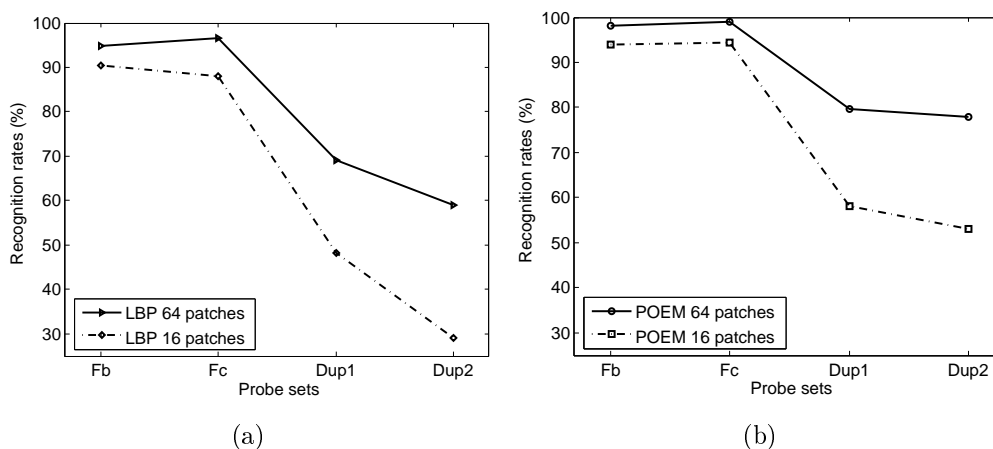 100
90
80
70
60
50
40
30
Recognition rates (%)
LBP 64 patches
LBP 16 patches
Fb Fc Dup1 Dup2
Probe sets
(a)
100
90
80
70
60
50
40
30
Recognition rates (%)
POEM 64 patches
POEM 16 patches
Fb Fc Dup1 Dup2
Probe sets
(b)